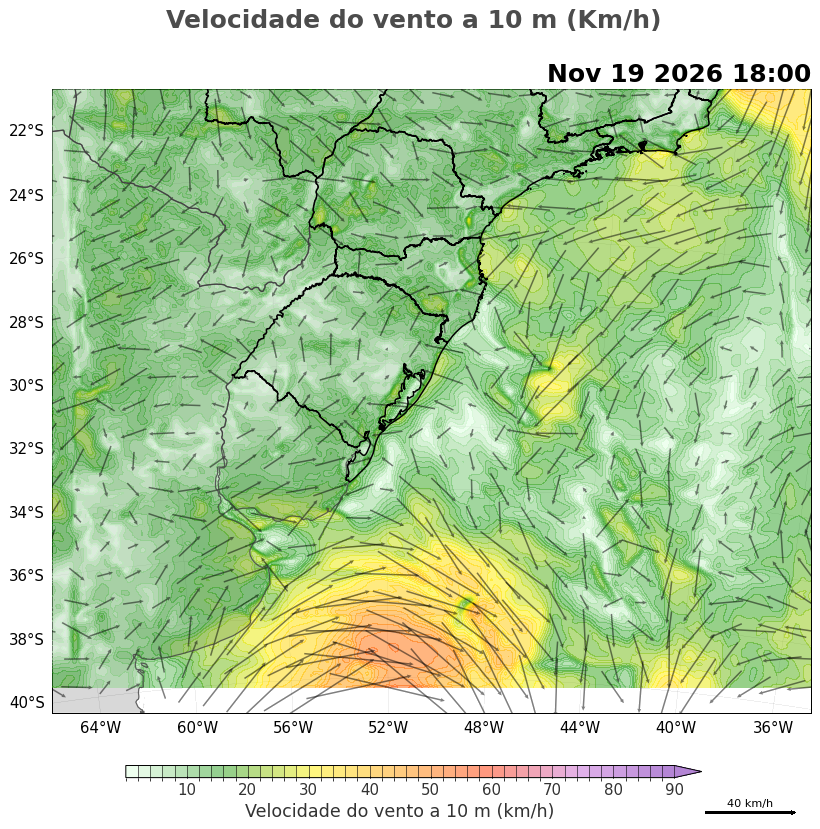 Velocidade do vento a 10 m (Km/h)
Nov 19 2026 18:00
22°S
24°S
26°S
28°S
30°S
32°S
34°S
36°S
38°S
40°S
64°W 60°W 56°W 52°W 48°W 44°W 40°W 36°W
10 20 30 40 50 60 70 80 90
Velocidade do vento a 10 m (km/h)
40 km/h